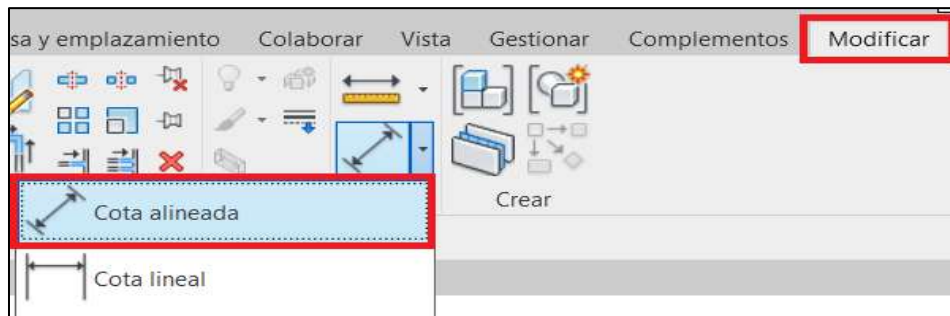 sa y emplazamiento Colaborar Vista Gestionar Complementos Modificar
Crear
Cota alineada
Cota lineal